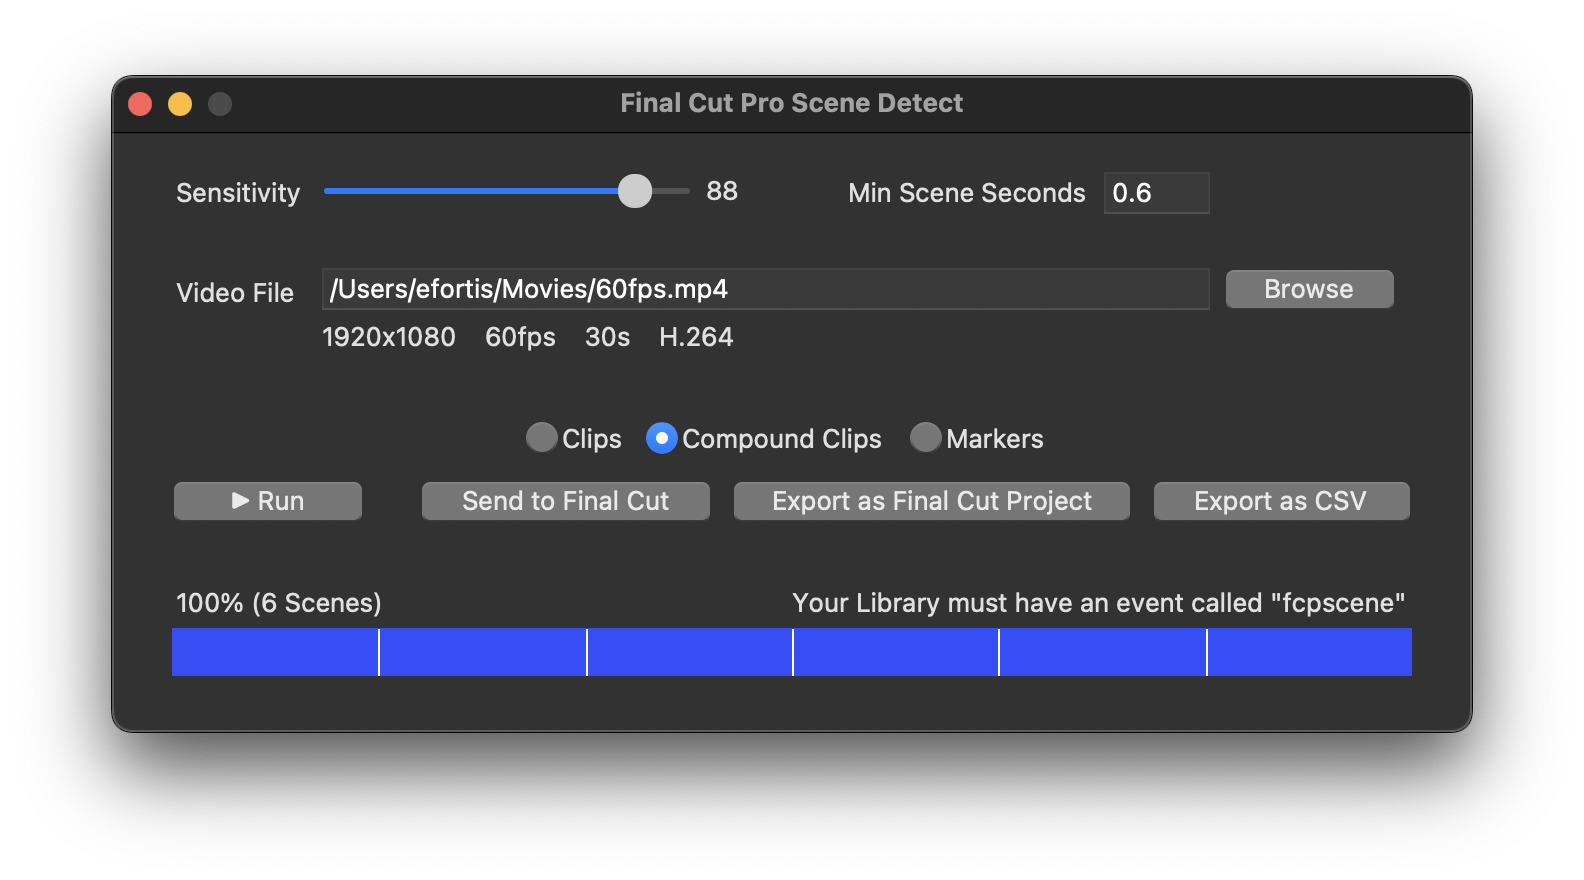 Final Cut Pro Scene Detect
Sensitivity 88 Min Scene Seconds 0.6
Video File /Users/efortis/Movies/60fps.mp4 Browse
1920x1080 60fps 30s H.264
Clips Compound Clips Markers
Run Send to Final Cut Export as Final Cut Project Export as CSV
100% (6 Scenes) Your Library must have an event called "fcpscene"